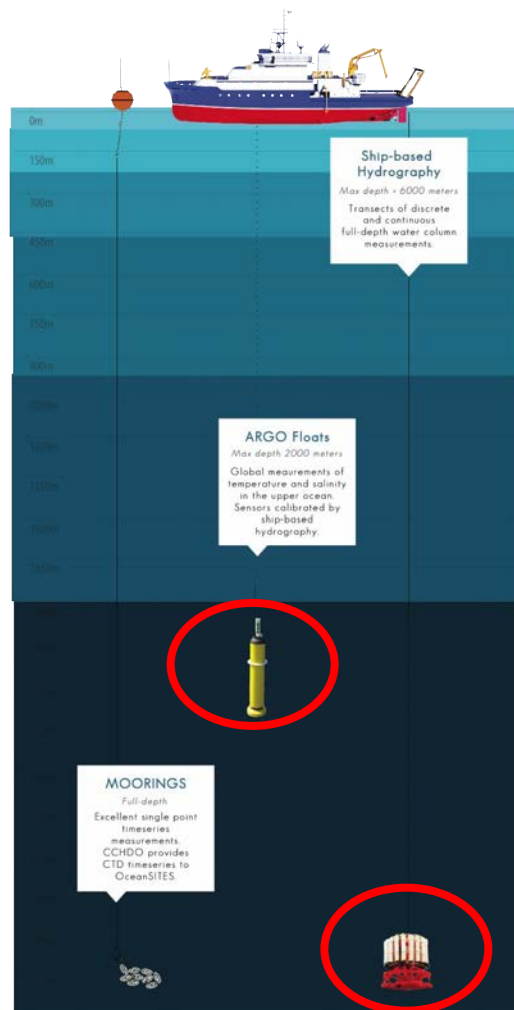 0m
150m
300m
450m
600m
750m
Ship-based
Hydrography
Max depth = 6000 meters
Transects of discrete
and continuous
full-depth water column
measurements.
ARGO Floats
Max depth 2000 meters
Global meaurements of
temperature and salinity
in the upper ocean.
Sensors calibrated by
ship-based
hydrography.
MOORINGS
Full-depth
Excellent single point
timeseries
measurements.
CCHDO provides
CTD timeseries to
OceanSITES.